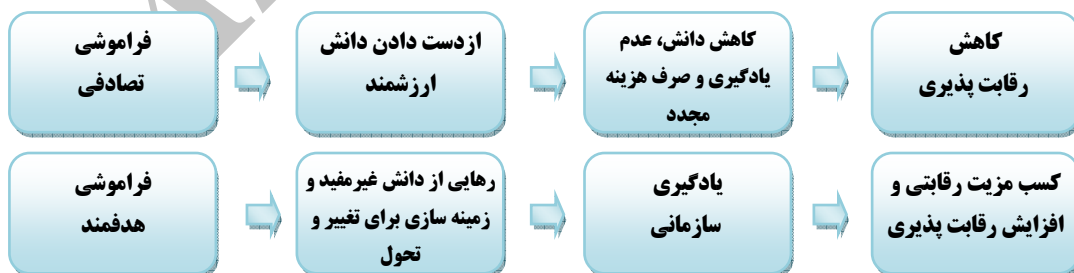 فراموشی
تصادفی
ازدست دادن دانش
ارزشمند
کاهش دانش، عدم
یادگیری و صرف هزینه
مجدد
کاهش
رقابت پذیری
فراموشی
هدفمند
رهایی از دانش غیرمفید و
زمینه سازی برای تغییر و
تحول
یادگیری
سازمانی
کسب مزیت رقابتی و
افزایش رقابت پذیری